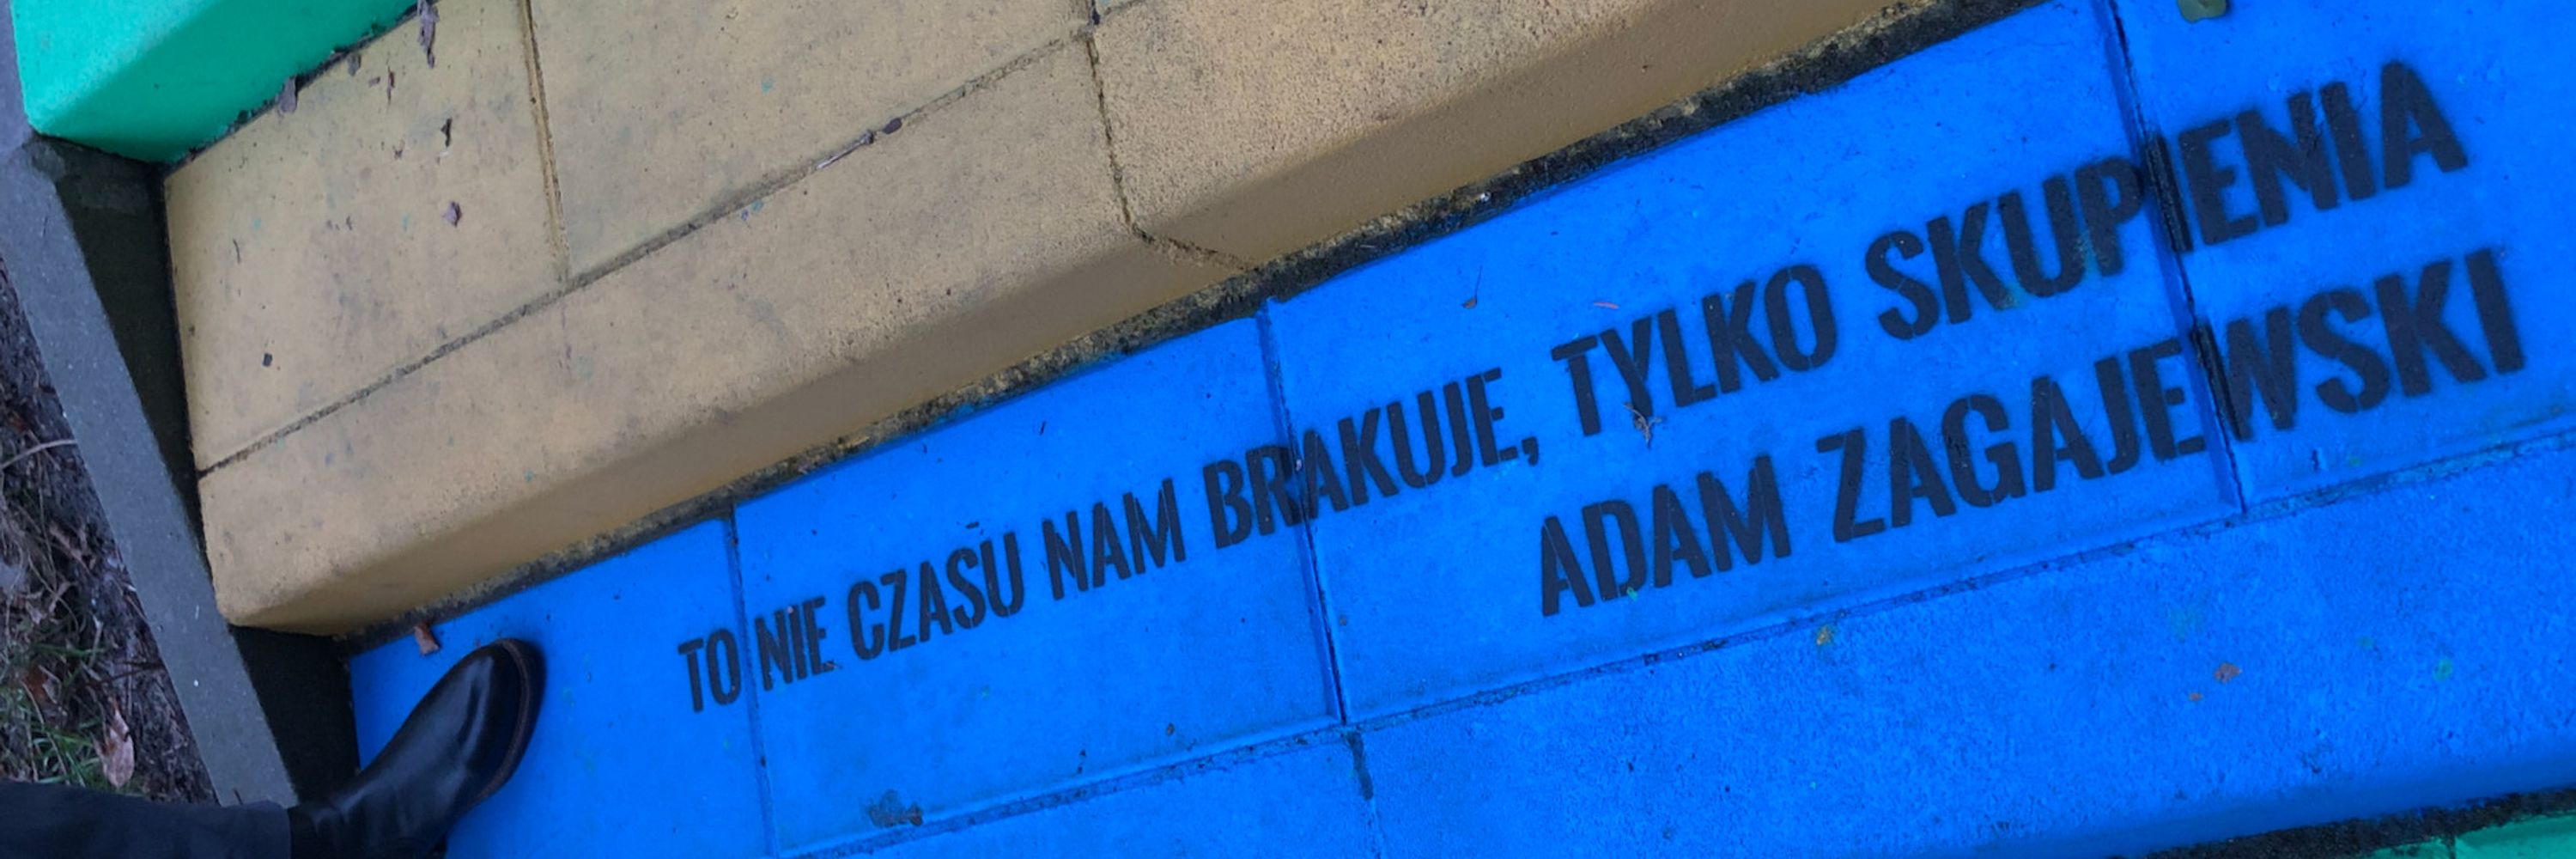 TO NIE CZASU NAM BRAKUJE, TYLKO SKUPIENIA
ADAM ZAGAJEWSKI